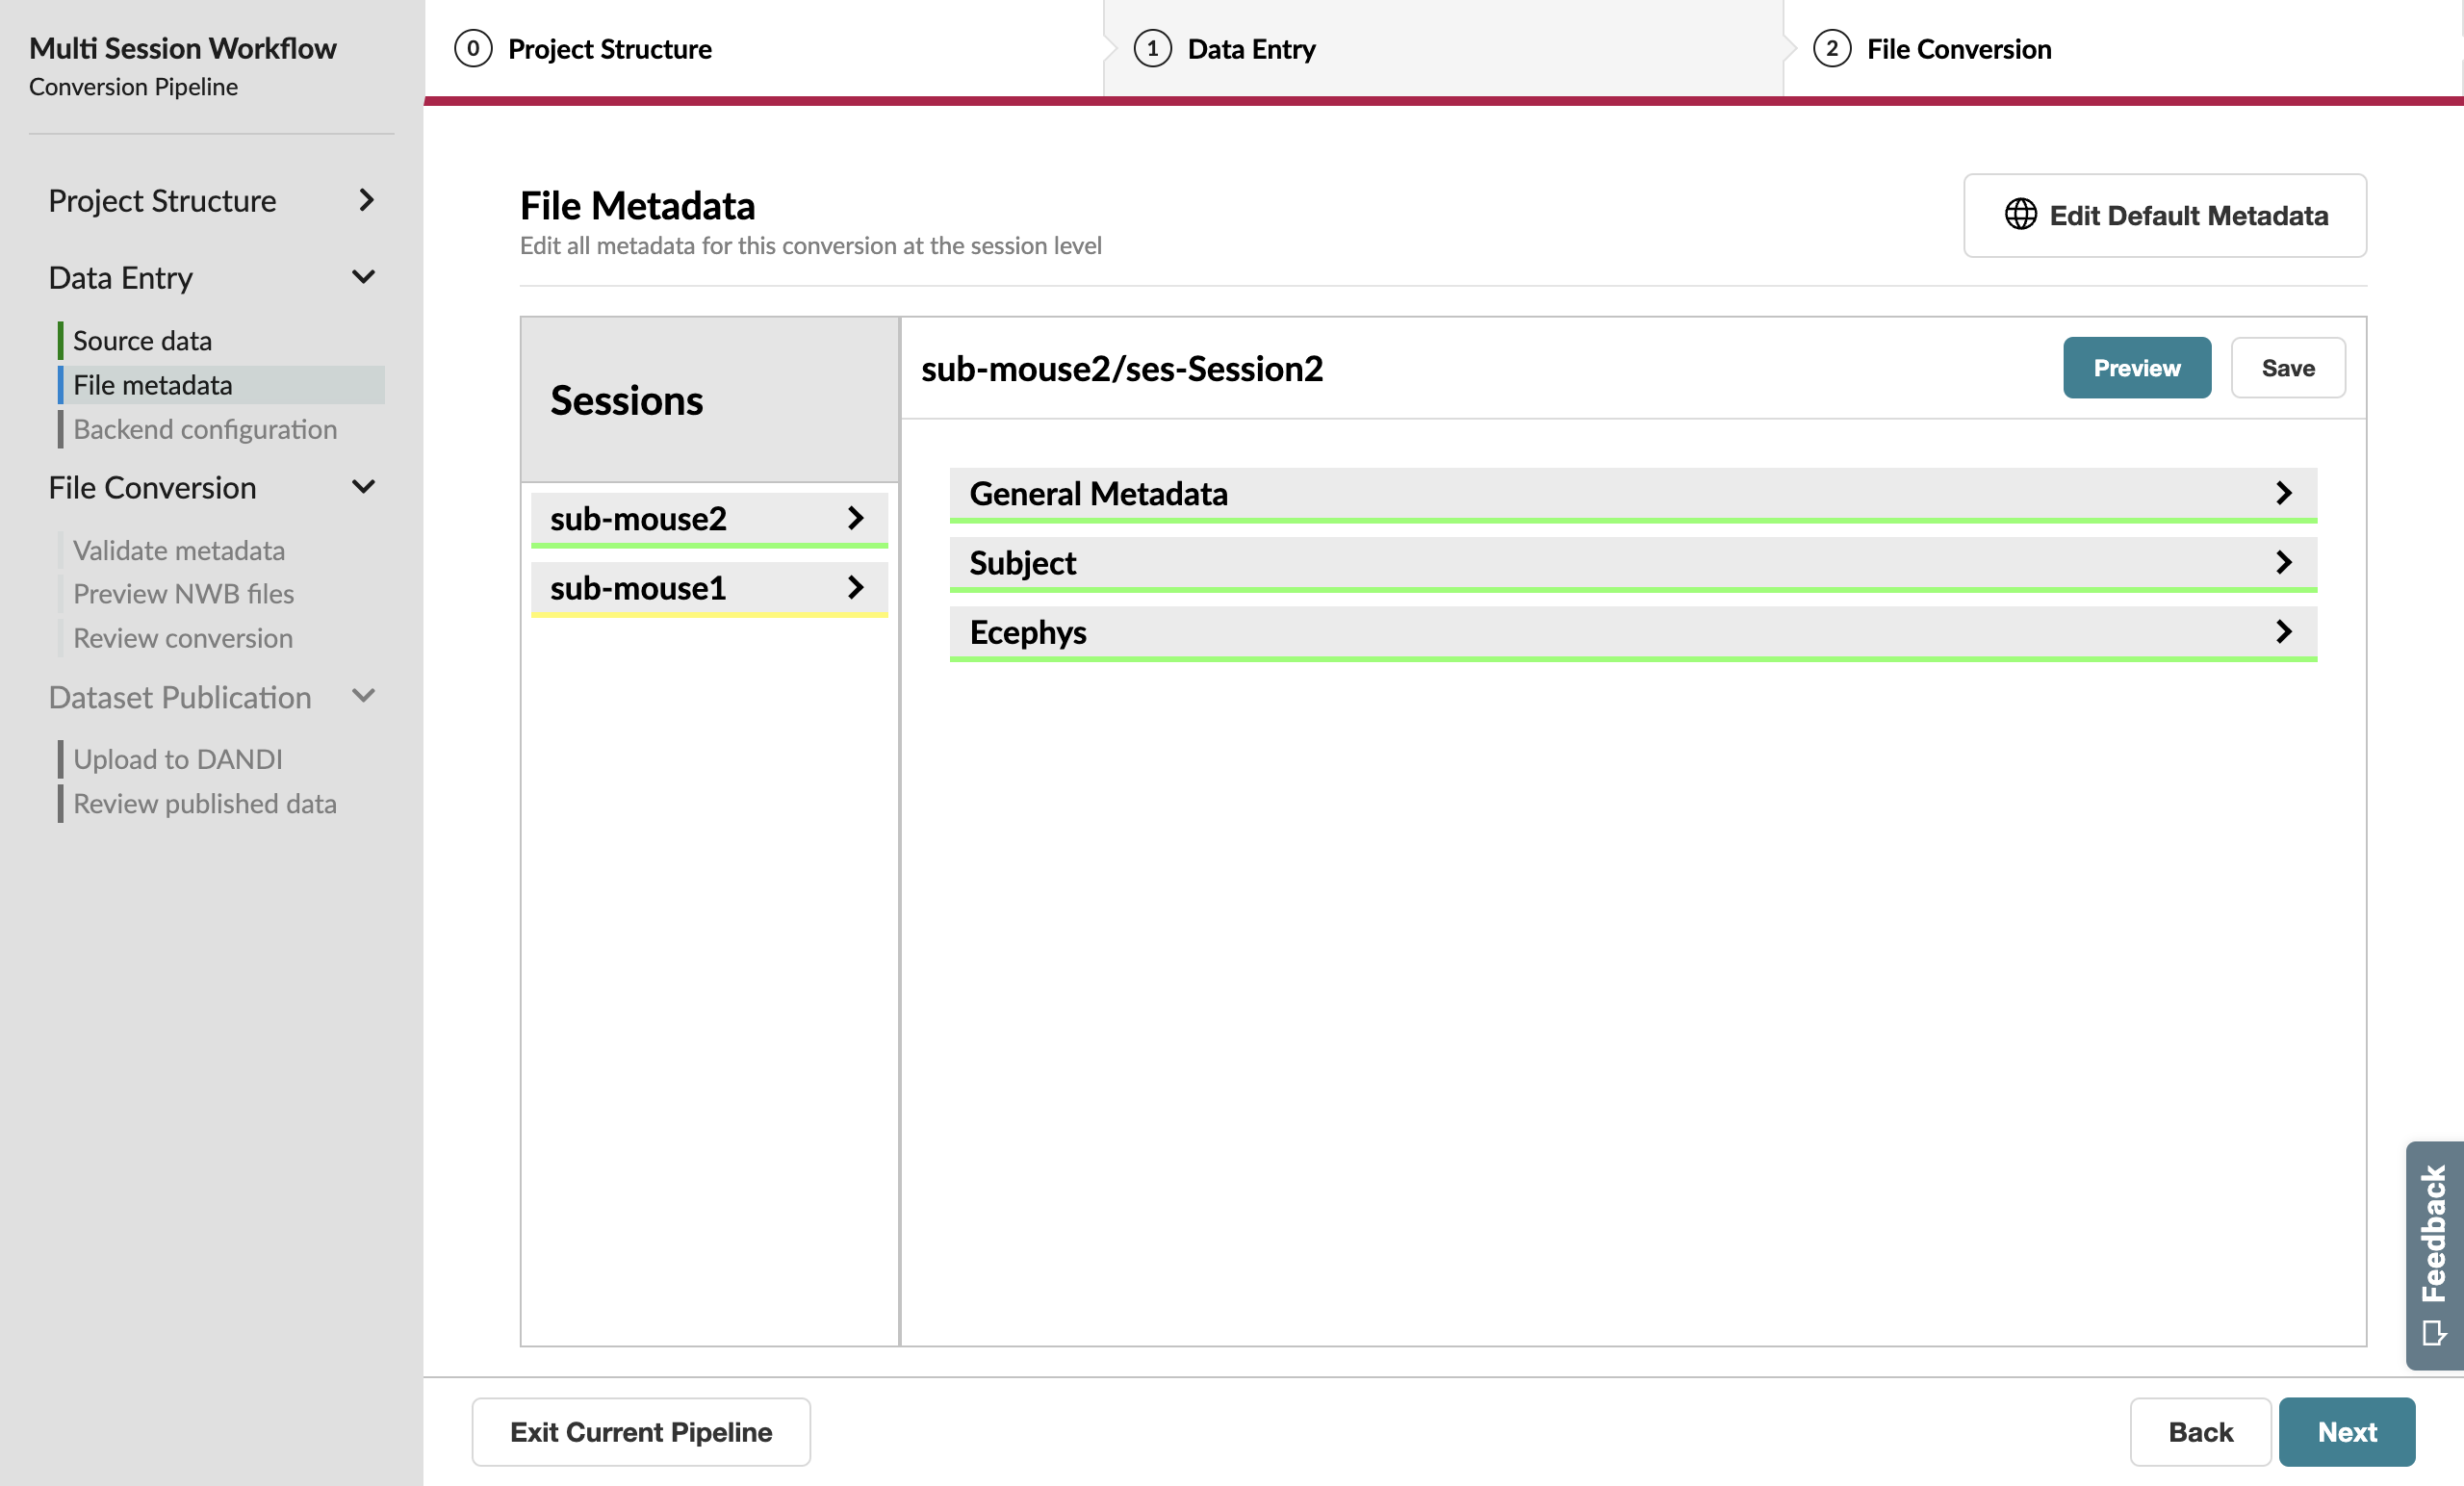 Multi Session Workflow
Conversion Pipeline
Project Structure
Data Entry
Source data
File metadata
Backend configuration
File Conversion
Validate metadata
Preview NWB files
Review conversion
Dataset Publication
Upload to DANDI
Review published data
0 Project Structure
1 Data Entry
2 File Conversion
File Metadata
Edit all metadata for this conversion at the session level
Edit Default Metadata
Sessions
sub-mouse2
sub-mouse1
sub-mouse2/ses-Session2
Preview
Save
General Metadata
Subject
Ecephys
Feedback
Exit Current Pipeline
Back
Next